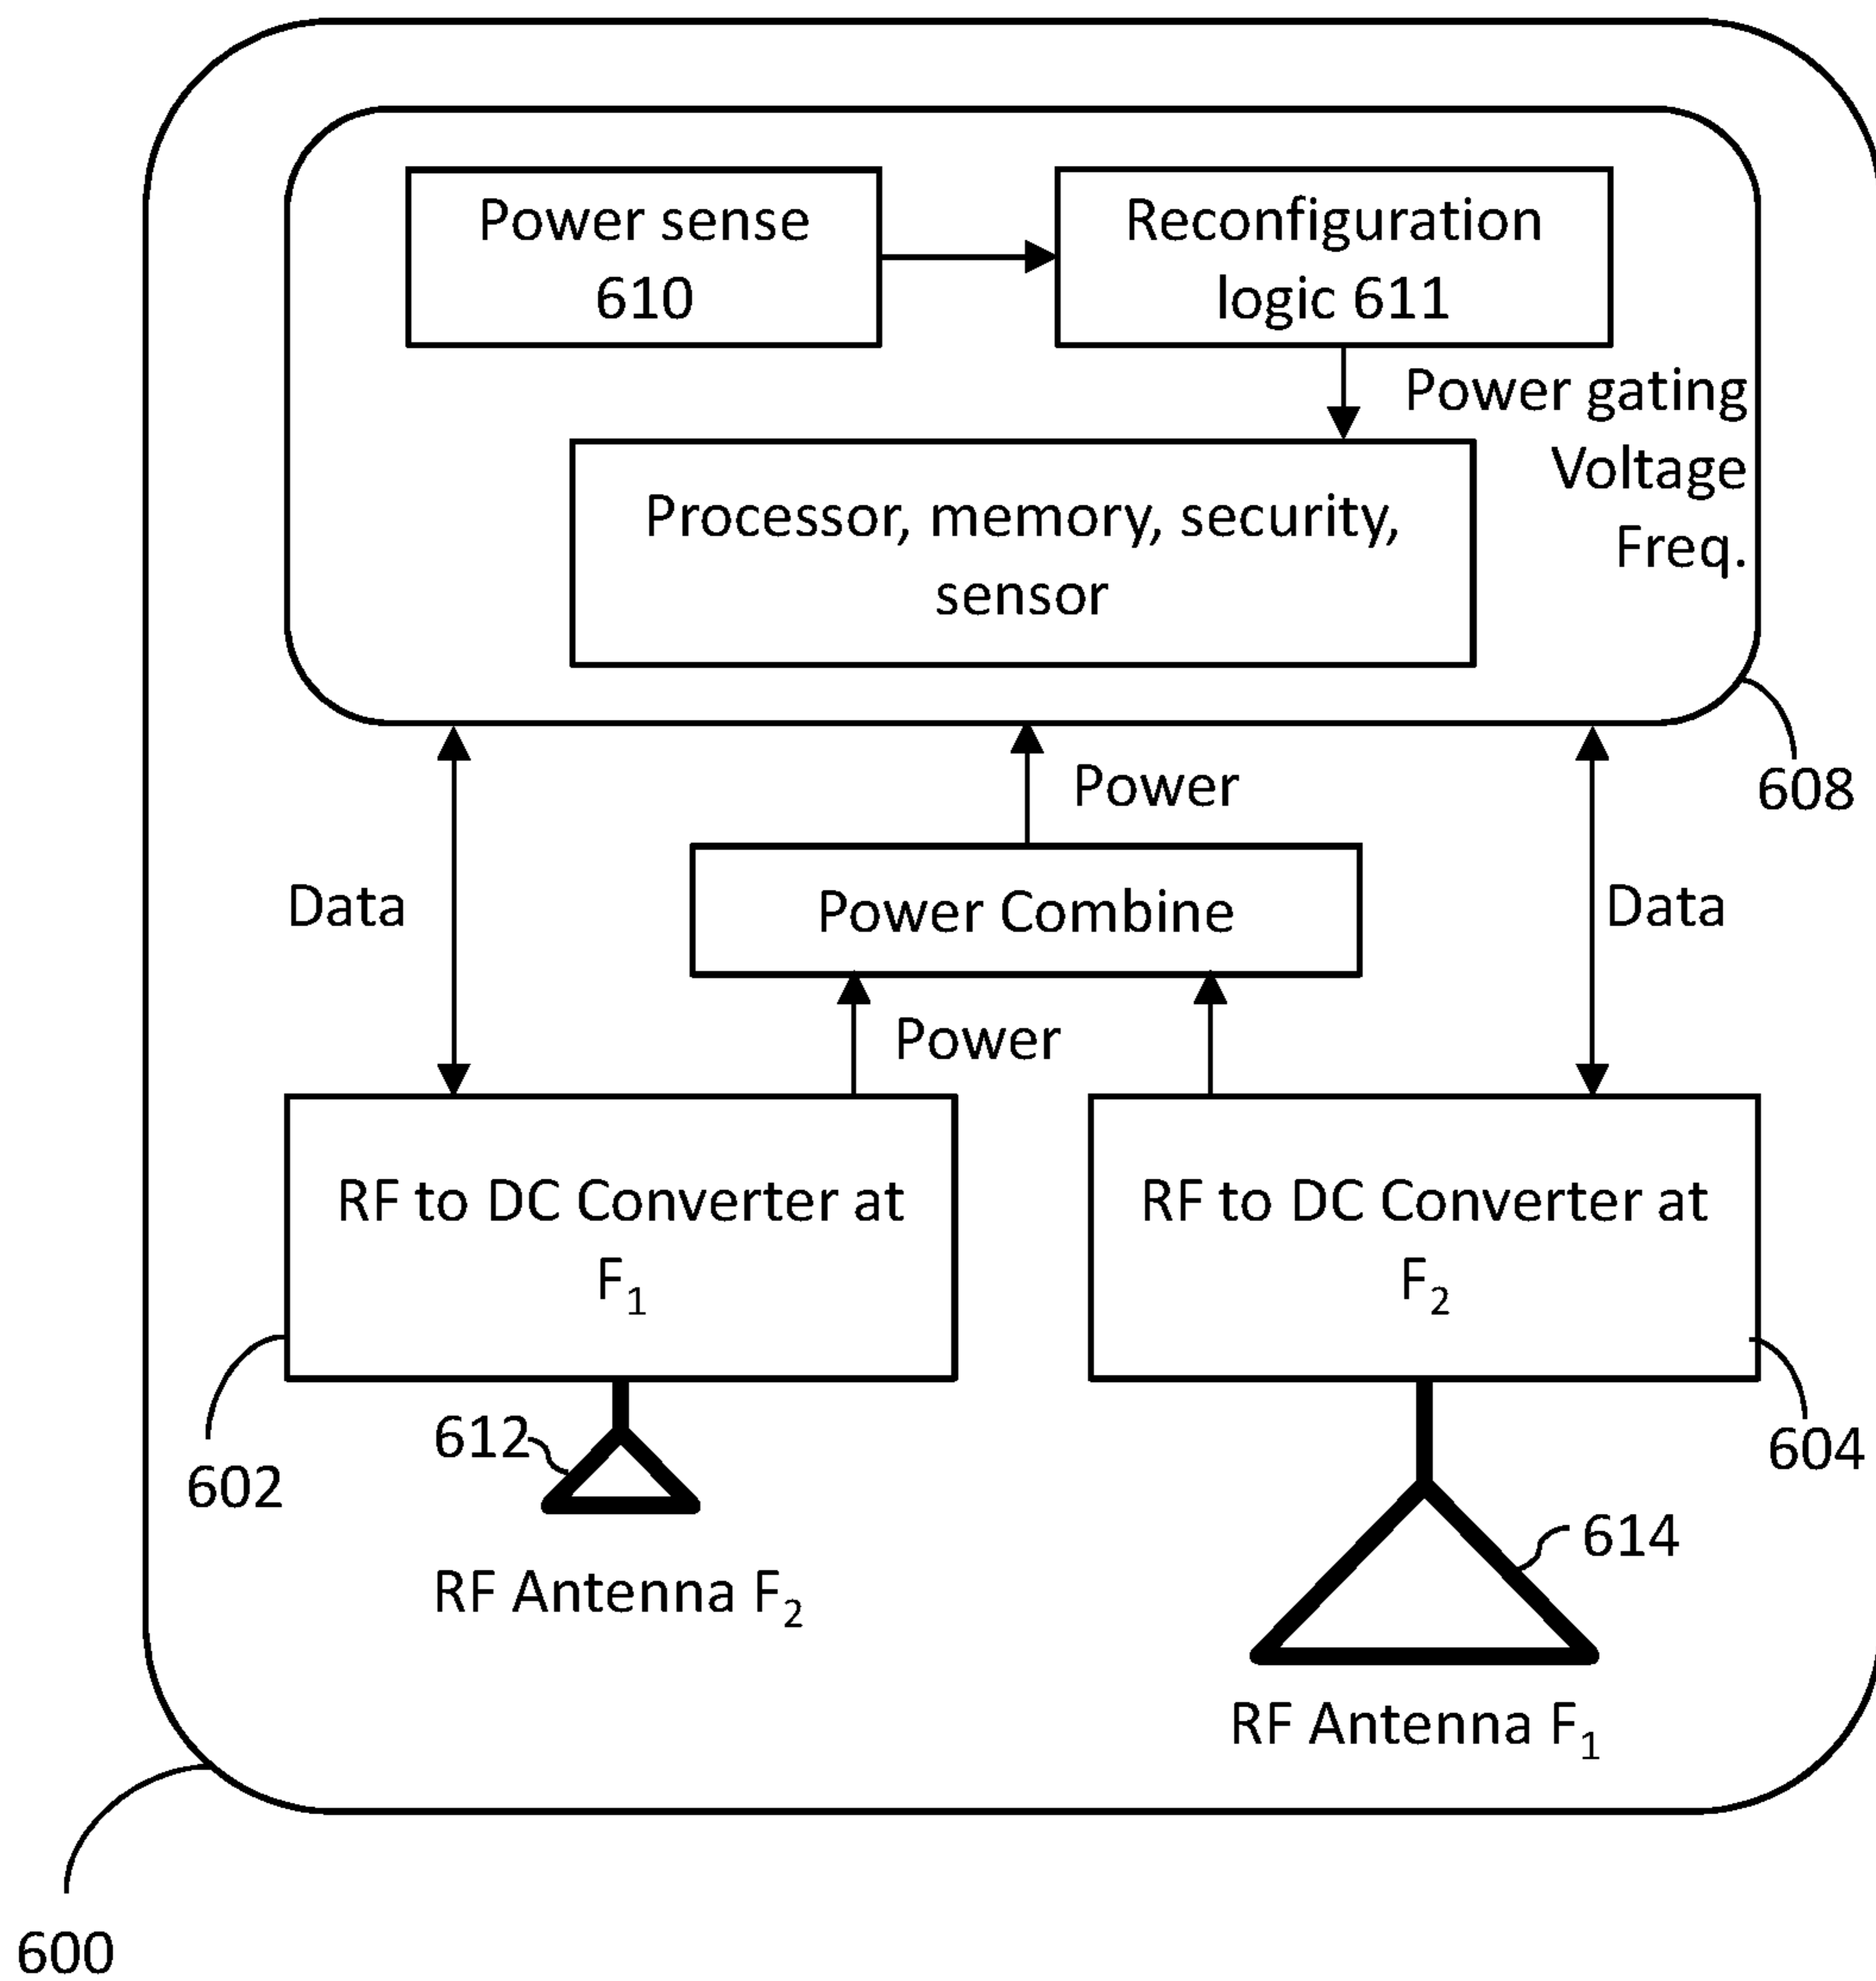 Power sense
610
Reconfiguration
logic 611
Power gating
Voltage
Freq.
Processor, memory, security,
sensor
608
Power
Data
Power Combine
Data
Power
RF to DC Converter at
F₁
RF to DC Converter at
F₂
602
612
604
614
RF Antenna F₂
RF Antenna F₁
600